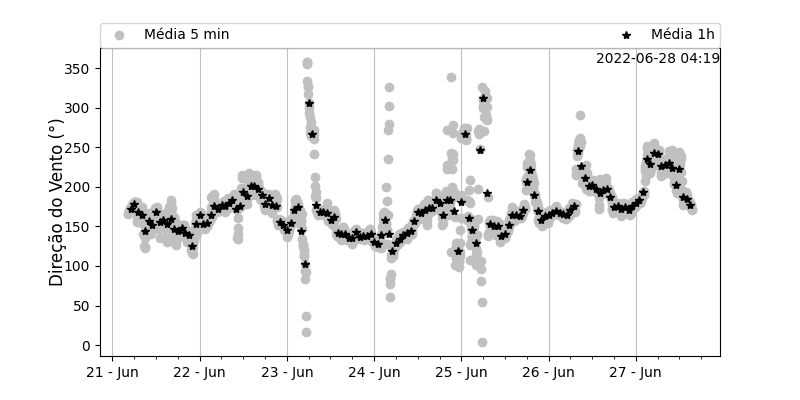 Média 5 min
Média 1h
2022-06-28 04:19
Direção do Vento (°)
350
300
250
200
150
100
50
0
21 - Jun
22 - Jun
23 - Jun
24 - Jun
25 - Jun
26 - Jun
27 - Jun